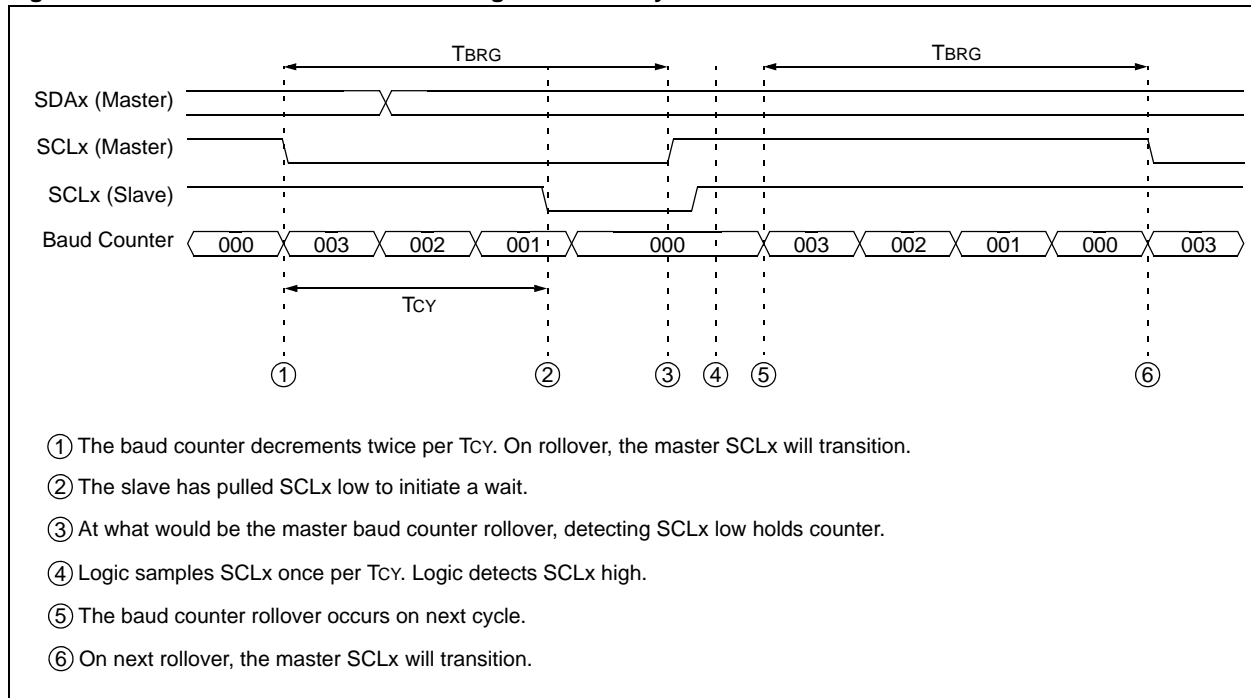 TBRG TBRG
SDAx (Master)
SCLx (Master)
SCLx (Slave)
Baud Counter 000 003 002 001 000 003 002 001 000 003
TCY
1 2 3 4 5 6
① The baud counter decrements twice per TCY. On rollover, the master SCLx will transition.
② The slave has pulled SCLx low to initiate a wait.
③ At what would be the master baud counter rollover, detecting SCLx low holds counter.
④ Logic samples SCLx once per TCY. Logic detects SCLx high.
⑤ The baud counter rollover occurs on next cycle.
⑥ On next rollover, the master SCLx will transition.